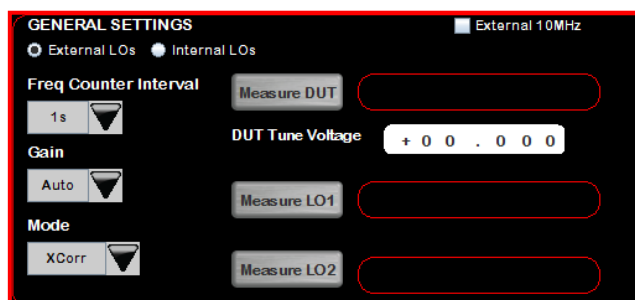 GENERAL SETTINGS
External 10MHz
External LOs
Internal LOs
Freq Counter Interval
Measure DUT
1s
DUT Tune Voltage
+ 0 0 . 0 0 0
Gain
Auto
Measure LO1
Mode
XCorr
Measure LO2